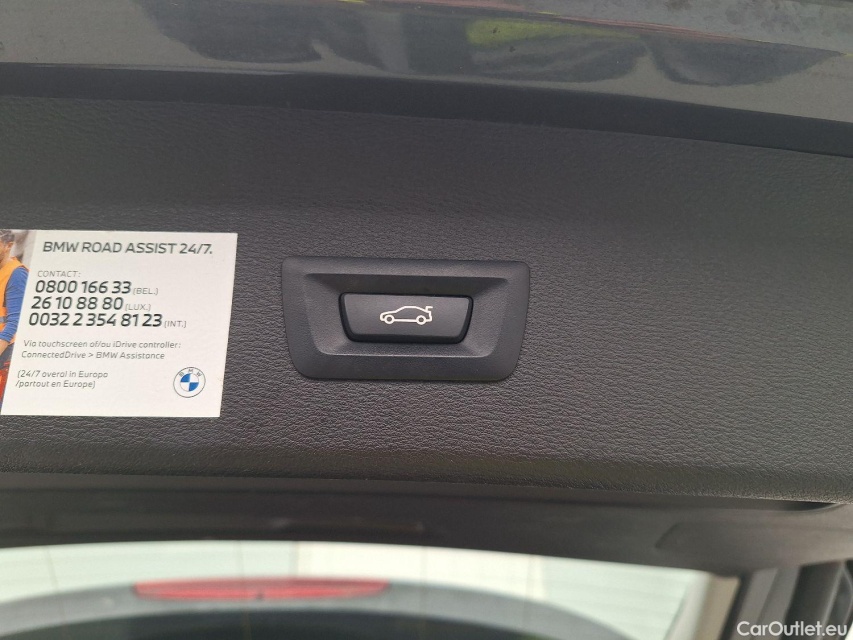 BMW ROAD ASSIST 24/7.
CONTACT:
0800 166 33 (BEL.)
26 10 88 80 (LUX.)
0032 2 354 81 23 (INT.)
Via touchscreen of/ou iDrive controller:
ConnectedDrive > BMW Assistance
(24/7 overal in Europa
/partout en Europe)
BMW
CarOutlet.eu